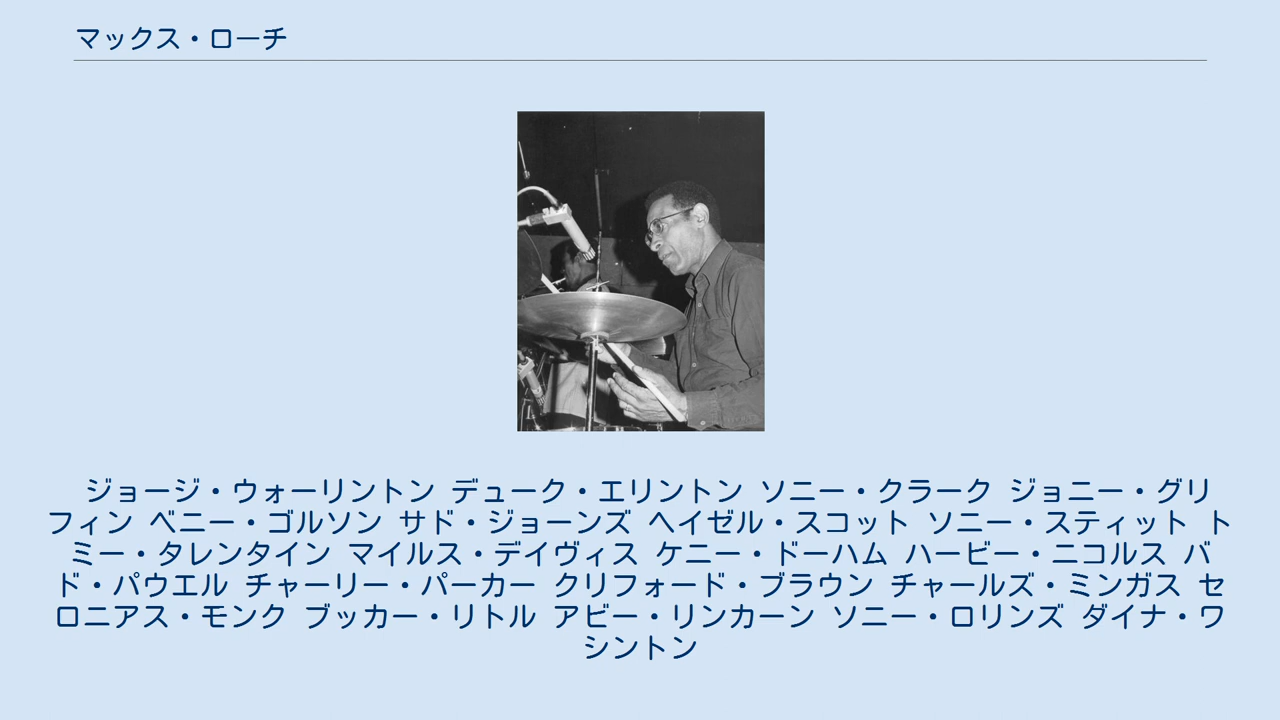 マックス・ローチ
ジョージ・ウォーリントン デューク・エリントン ソニー・クラーク ジョニー・グリ
フィン ベニー・ゴルソン サド・ジョーンズ ヘイゼル・スコット ソニー・スティット ト
ミー・タレンタイン マイルス・デイヴィス ケニー・ドーハム ハービー・ニコルス バ
ド・パウエル チャーリー・パーカー クリフォード・ブラウン チャールズ・ミンガス セ
ロニアス・モンク ブッカー・リトル アビー・リンカーン ソニー・ロリンズ ダイナ・ワ
シントン